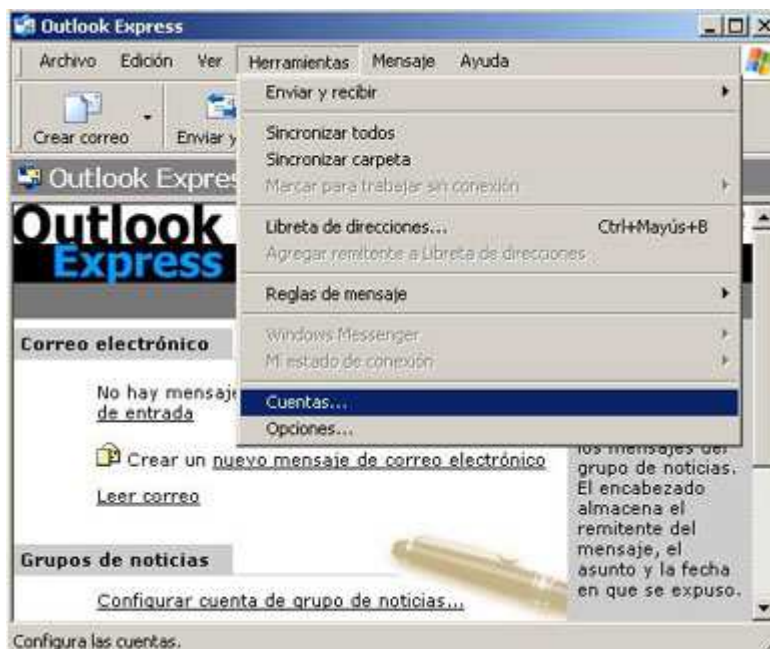 Outlook Express
Archivo Edición Ver Herramientas Mensaje Ayuda
Crear correo Enviar y
Enviar y recibir
Sincronizar todos
Sincronizar carpeta
Marcar para trabajar sin conexión
Libreta de direcciones... Ctrl+Mayús+B
Agregar remitente a Libreta de direcciones
Reglas de mensaje
Windows Messenger
Mi estado de conexión
Cuentas...
Opciones...
Outlook Expres
Outlook
Express
Correo electrónico
No hay mensaje
de entrada
Crear un nuevo mensaje de correo electrónico
Leer correo
Grupos de noticias
Configurar cuenta de grupo de noticias...
los mensajes del
grupo de noticias.
El encabezado
almacena el
remitente del
mensaje, el
asunto y la fecha
en que se expuso.
Configura las cuentas.